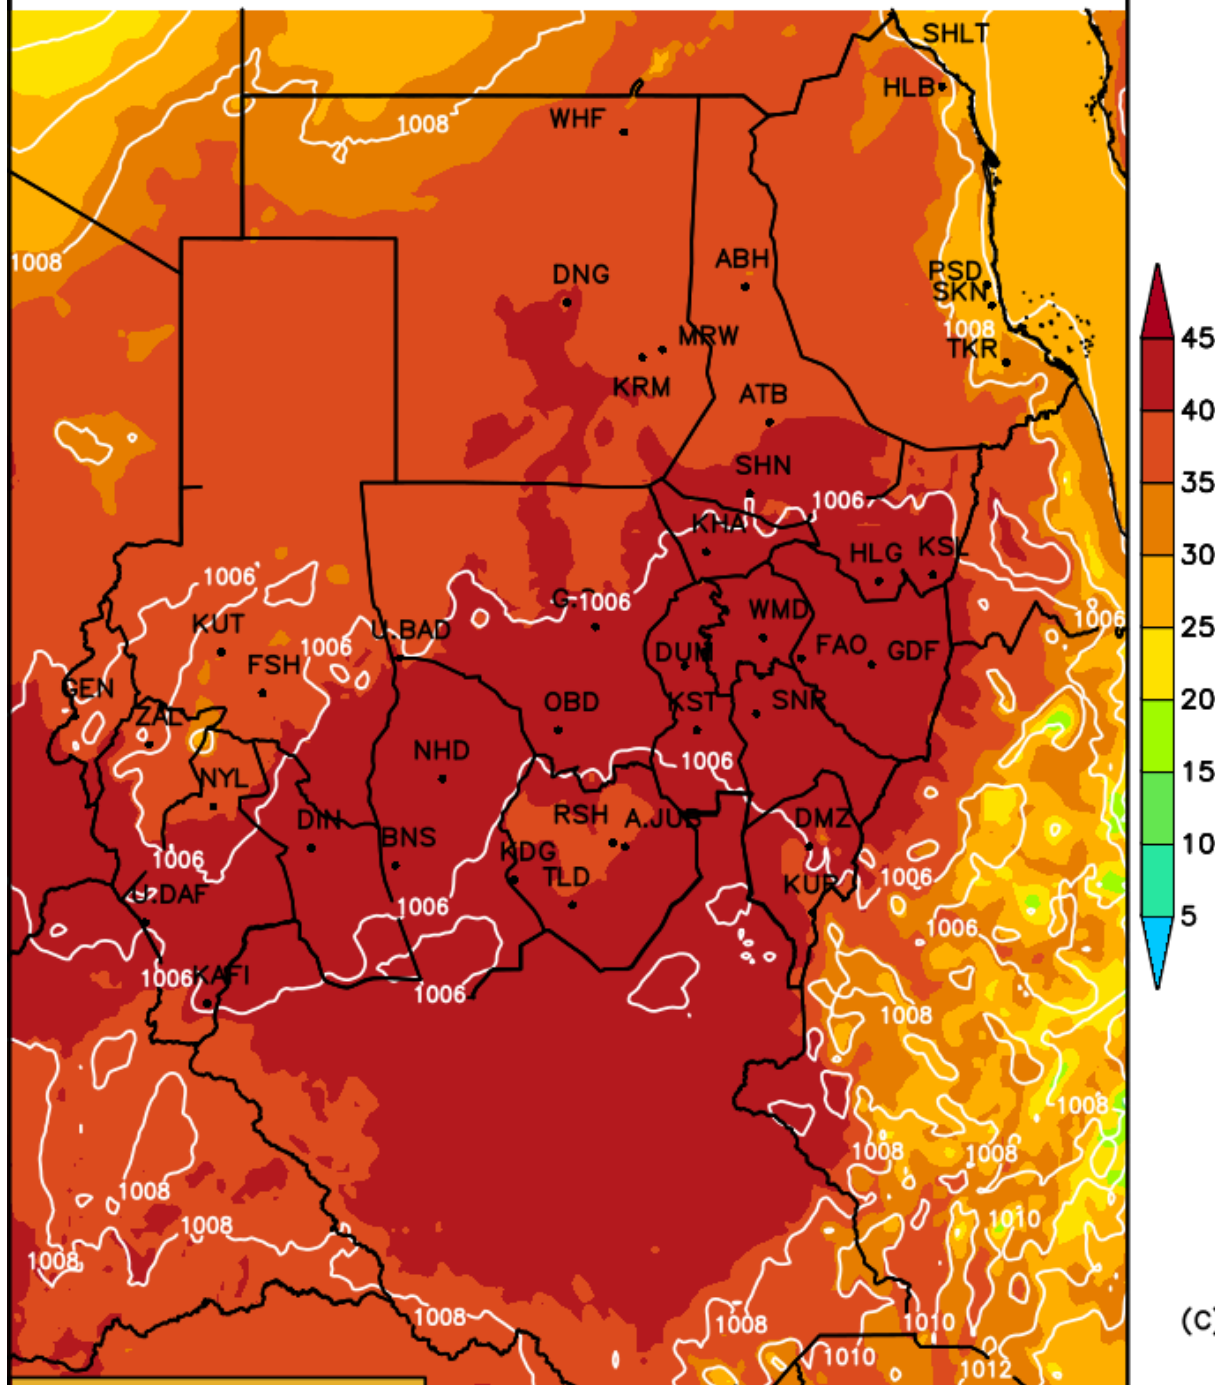 SHLT
HLB
WHF
1008
1008
ABH
DNG
PSD
SKN
1008
TKR
MRW
KRM
ATB
45
40
35
30
25
20
15
10
5
SHN
1006
KHA
HLG
KSL
1006
1006
1006
KUT
U.BAD
1006
WMD
FAO
GDF
DUM
FSH
GEN
ZAL
OBD
KST
SNR
NHD
1006
NYL
DIN
RSH
A.JUB
DMZ
BNS
KDG
1006
TLD
KUR
1006
U.DAF
1006
1006
1006
KAFI
1006
1008
1008
1008
1008
1008
1008
1010
1008
1008
1008
1010
1010
1012
(C)